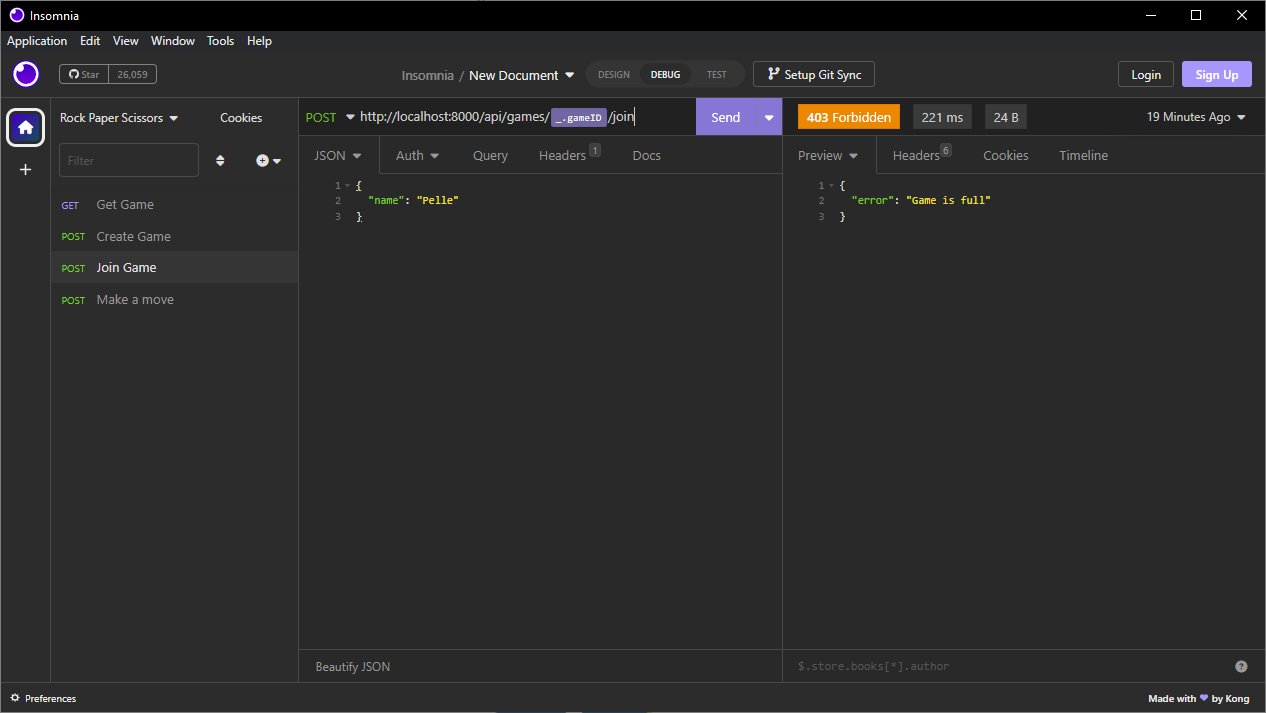 Insomnia
Application Edit View Window Tools Help
Star 26,059
Insomnia / New Document
DESIGN DEBUG TEST
Setup Git Sync
Login Sign Up
Rock Paper Scissors Cookies
Filter
GET Get Game
POST Create Game
POST Join Game
POST Make a move
POST http://localhost:8000/api/games/ _.gameID /join
Send
JSON Auth Query Headers 1 Docs
1 {
2 "name": "Pelle"
3 }
Beautify JSON
403 Forbidden 221 ms 24 B 19 Minutes Ago
Preview Headers 6 Cookies Timeline
1 {
2 "error": "Game is full"
3 }
$.store.books[*].author ?
Preferences
Made with ♥ by Kong